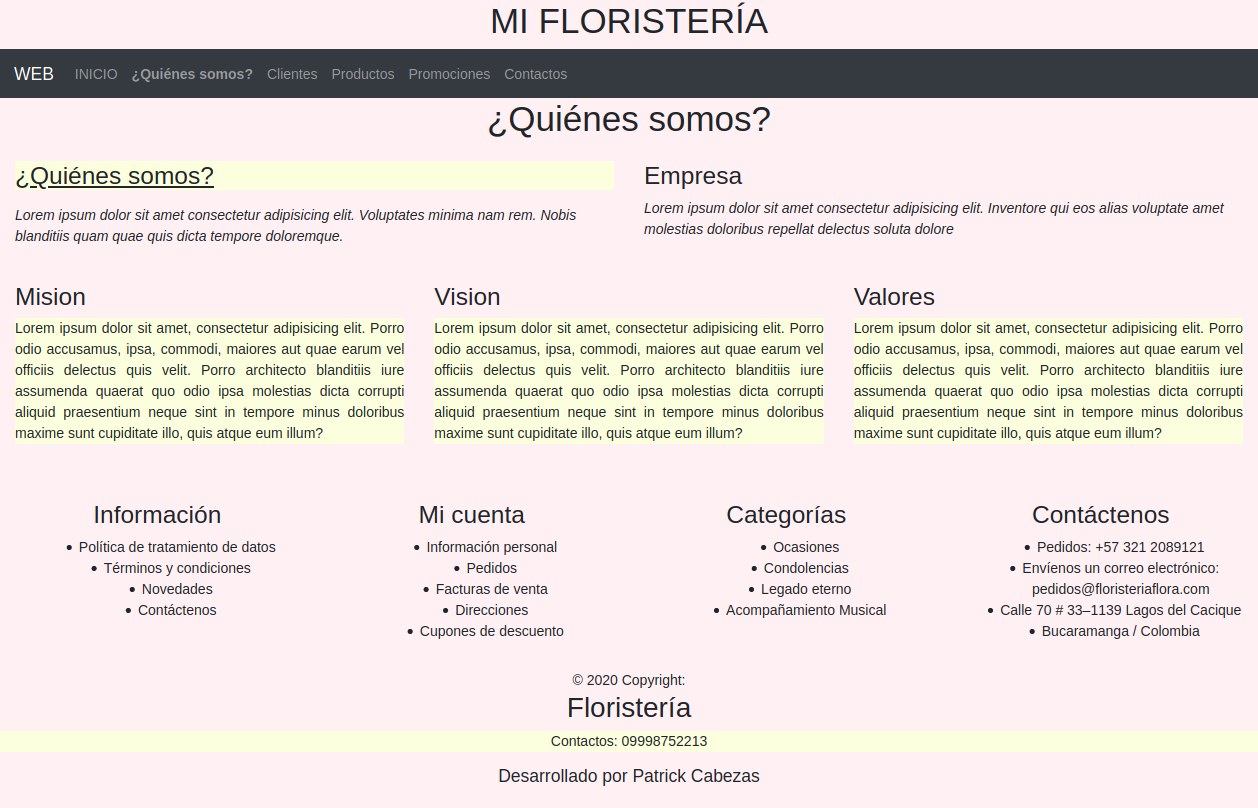 MI FLORISTERÍA
WEB INICIO ¿Quiénes somos? Clientes Productos Promociones Contactos
¿Quiénes somos?
¿Quiénes somos?
Lorem ipsum dolor sit amet consectetur adipisicing elit. Voluptates minima nam rem. Nobis
blanditiis quam quae quis dicta tempore doloremque.
Empresa
Lorem ipsum dolor sit amet consectetur adipisicing elit. Inventore qui eos alias voluptate amet
molestias doloribus repellat delectus soluta dolore
Mision
Lorem ipsum dolor sit amet, consectetur adipisicing elit. Porro
odio accusamus, ipsa, commodi, maiores aut quae earum vel
officiis delectus quis velit. Porro architecto blanditiis iure
assumenda quaerat quo odio ipsa molestias dicta corrupti
aliquid praesentium neque sint in tempore minus doloribus
maxime sunt cupiditate illo, quis atque eum illum?
Vision
Lorem ipsum dolor sit amet, consectetur adipisicing elit. Porro
odio accusamus, ipsa, commodi, maiores aut quae earum vel
officiis delectus quis velit. Porro architecto blanditiis iure
assumenda quaerat quo odio ipsa molestias dicta corrupti
aliquid praesentium neque sint in tempore minus doloribus
maxime sunt cupiditate illo, quis atque eum illum?
Valores
Lorem ipsum dolor sit amet, consectetur adipisicing elit. Porro
odio accusamus, ipsa, commodi, maiores aut quae earum vel
officiis delectus quis velit. Porro architecto blanditiis iure
assumenda quaerat quo odio ipsa molestias dicta corrupti
aliquid praesentium neque sint in tempore minus doloribus
maxime sunt cupiditate illo, quis atque eum illum?
Información
• Política de tratamiento de datos
• Términos y condiciones
• Novedades
• Contáctenos
Mi cuenta
• Información personal
• Pedidos
• Facturas de venta
• Direcciones
• Cupones de descuento
Categorías
• Ocasiones
• Condolencias
• Legado eterno
• Acompañamiento Musical
Contáctenos
• Pedidos: +57 321 2089121
• Envíenos un correo electrónico:
pedidos@floristeriaflora.com
• Calle 70 # 33–1139 Lagos del Cacique
• Bucaramanga / Colombia
© 2020 Copyright:
Floristería
Contactos: 09998752213
Desarrollado por Patrick Cabezas